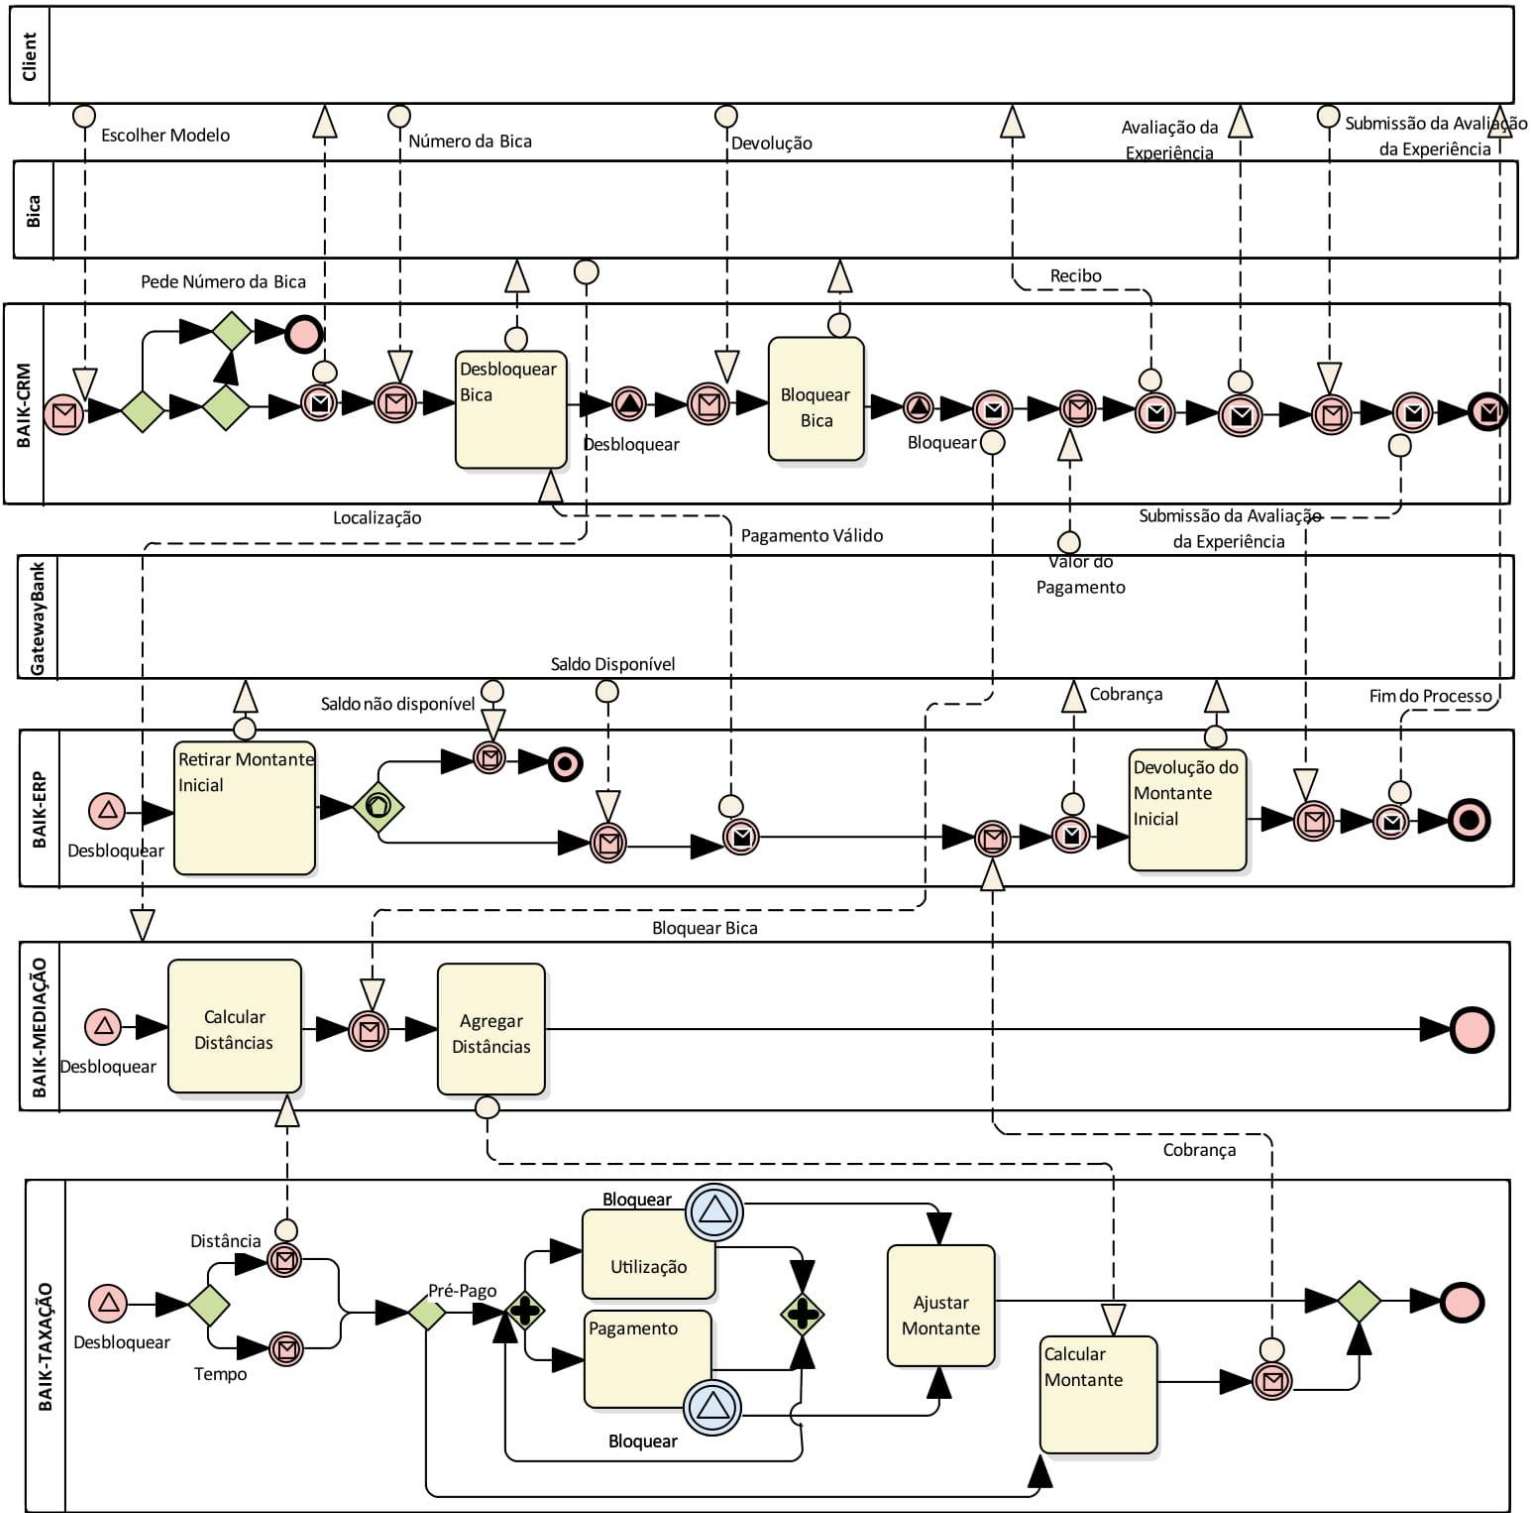 Client
Escolher Modelo
Número da Bica
Devolução
Avaliação da
Experiência
Submissão da Avaliação
da Experiência
Bica
Pede Número da Bica
Recibo
BAIK-CRM
Desbloquear
Bica
Desbloquear
Bloquear
Bica
Bloquear
Localização
Pagamento Válido
Submissão da Avaliação
da Experiência
Valor do
Pagamento
GatewayBank
Saldo Disponível
Saldo não disponível
Cobrança
Fim do Processo
BAIK-ERP
Retirar Montante
Inicial
Desbloquear
Devolução do
Montante
Inicial
Bloquear Bica
BAIK-MEDIAÇÃO
Desbloquear
Calcular
Distâncias
Agregar
Distâncias
Cobrança
BAIK-TAXAÇÃO
Desbloquear
Distância
Tempo
Pré-Pago
Bloquear
Utilização
Pagamento
Bloquear
Ajustar
Montante
Calcular
Montante